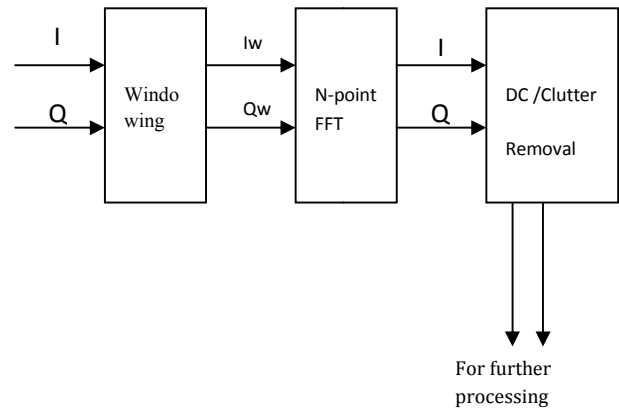 I
Q
Windo
wing
Iw
Qw
N-point
FFT
I
Q
DC /Clutter
Removal
For further
processing